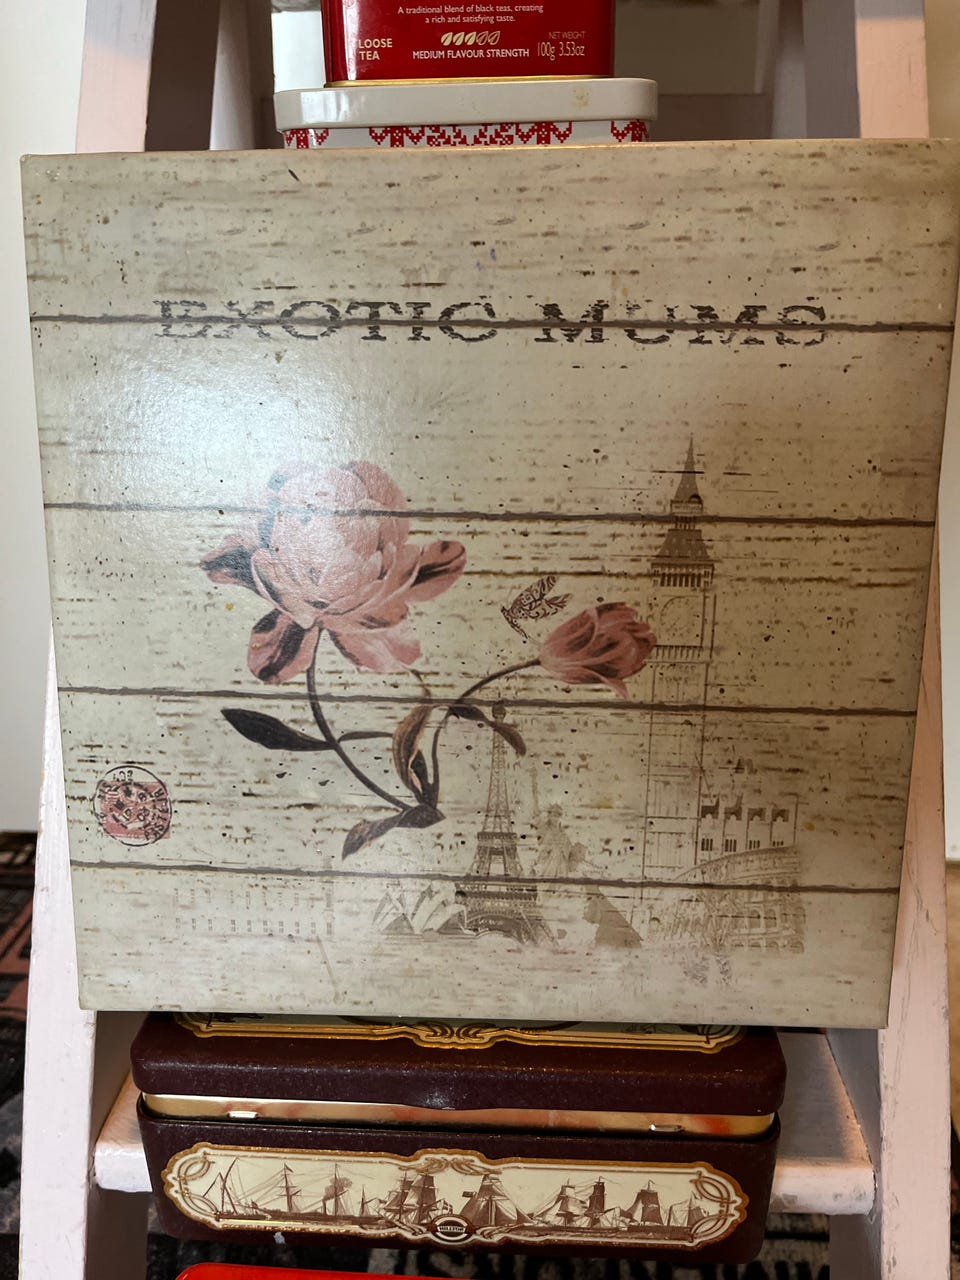 A traditional blend of black teas, creating
a rich and satisfying taste.
LOOSE
TEA
MEDIUM FLAVOUR STRENGTH
NET WEIGHT
100g 3.53oz
EXOTIC MUMS